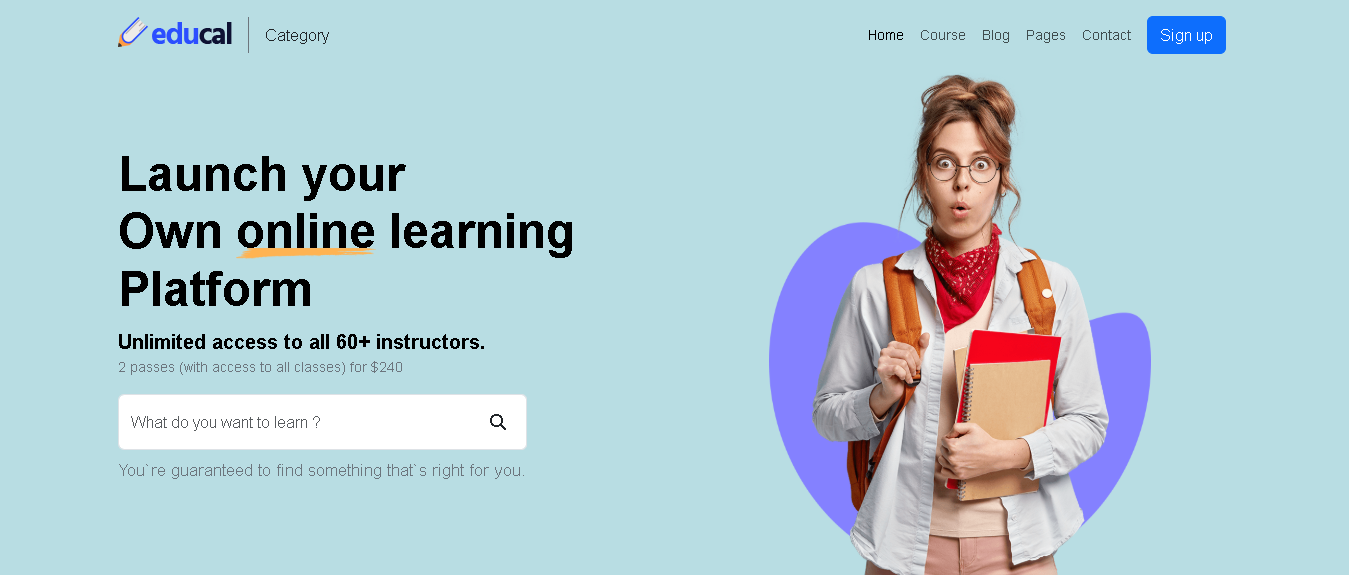 educal
Category
Home Course Blog Pages Contact Sign up
Launch your
Own online learning
Platform
Unlimited access to all 60+ instructors.
2 passes (with access to all classes) for $240
What do you want to learn ?
You`re guaranteed to find something that`s right for you.